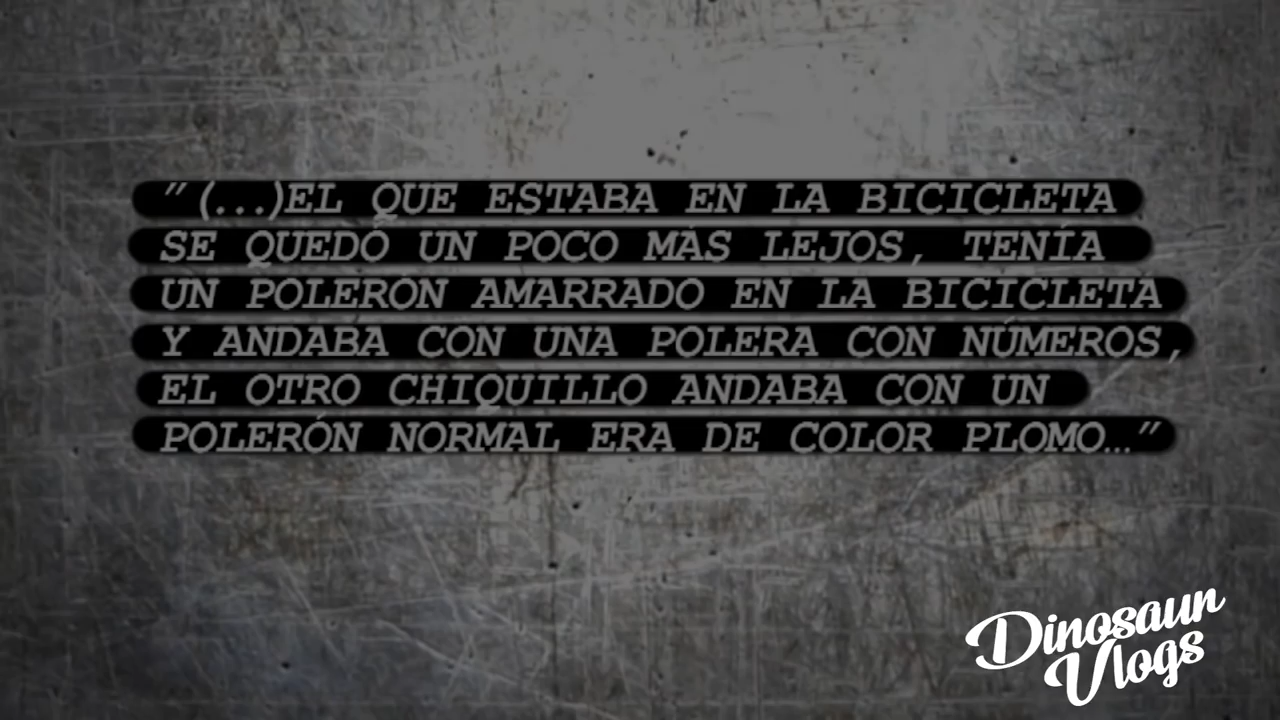 "(...)EL QUE ESTABA EN LA BICICLETA
SE QUEDÓ UN POCO MÁS LEJOS, TENÍA
UN POLERÓN AMARRADO EN LA BICICLETA
Y ANDABA CON UNA POLERA CON NÚMEROS,
EL OTRO CHIQUILLO ANDABA CON UN
POLERÓN NORMAL ERA DE COLOR PLOMO…"
Dinosaur
Vlogs